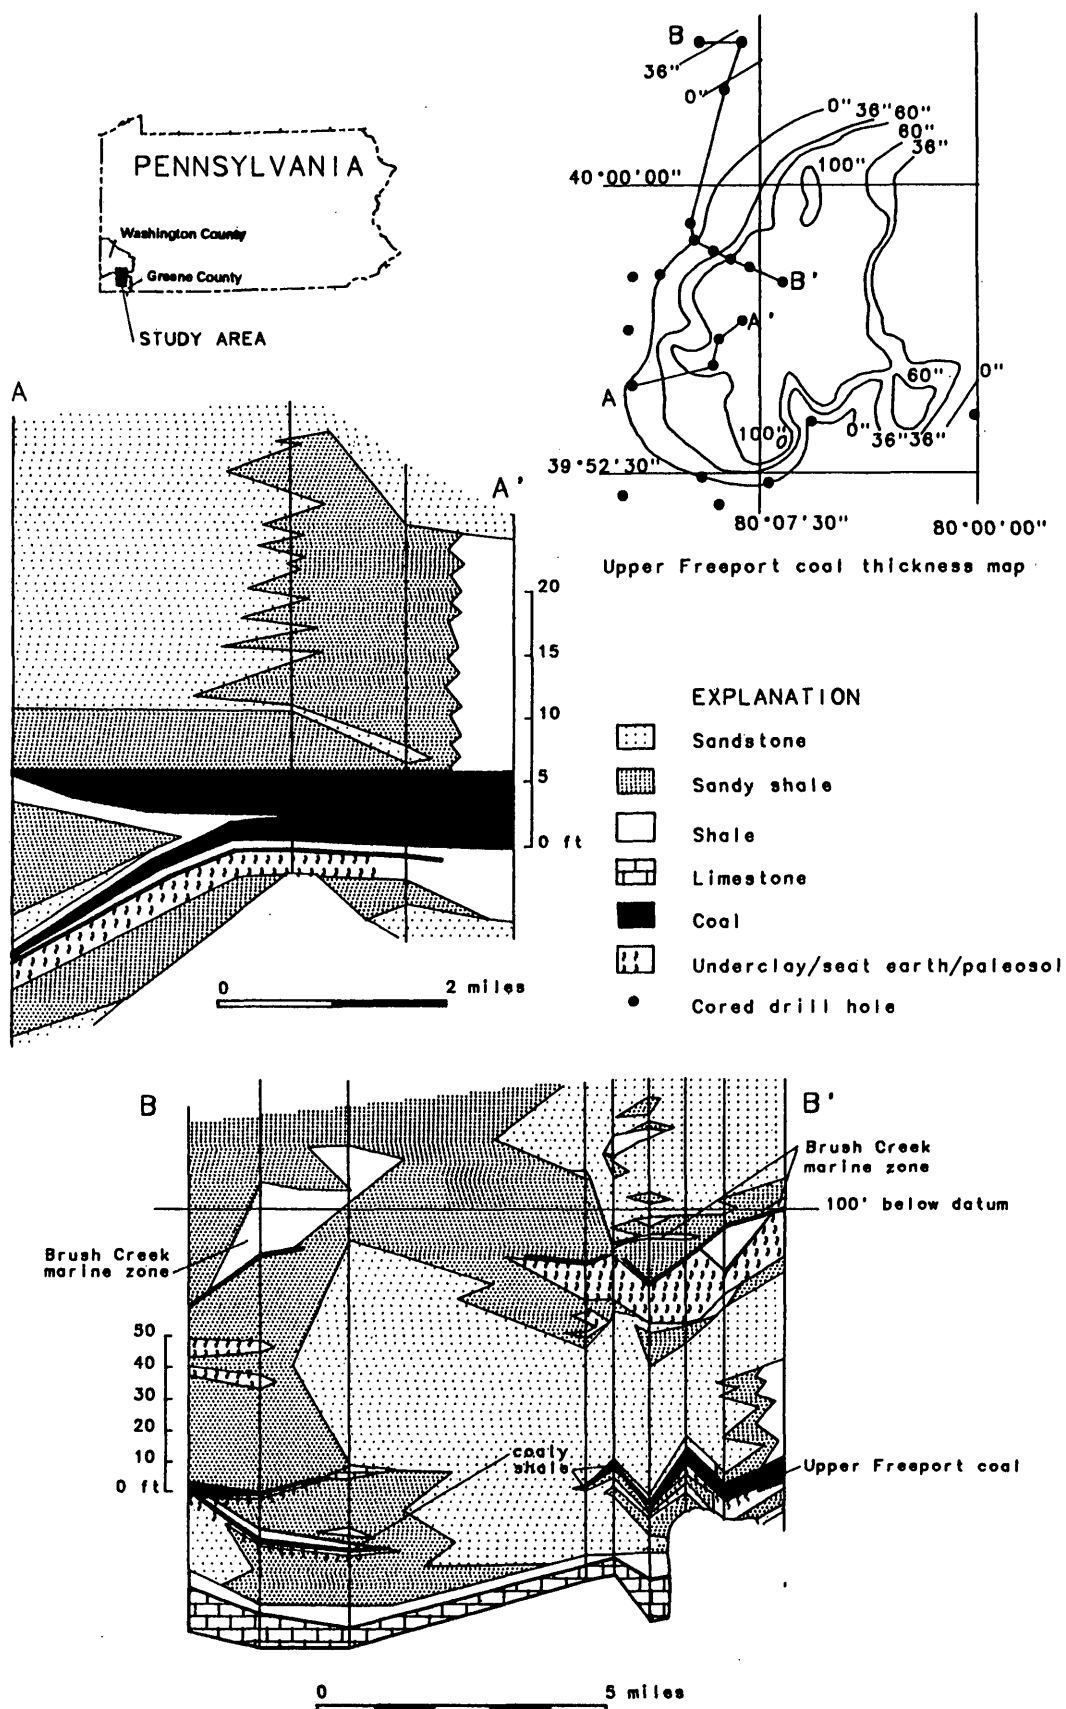 B
36"
0"
0" 36" 60"
60"
36"
100"
40°00'00"
B'
A'
A
60"
0"
100"
0
0" 36" 36"
39°52'30"
80°07'30"
80°00'00"
Upper Freeport coal thickness map
PENNSYLVANIA
Washington County
Greene County
STUDY AREA
A
A'
20
15
10
5
0 ft
0 2 miles
EXPLANATION
Sandstone
Sandy shale
Shale
Limestone
Coal
Underclay/seat earth/paleosol
Cored drill hole
B
B'
Brush Creek
marine zone
100' below datum
Brush Creek
marine zone
50
40
30
20
10
0 ft
coaly
shale
Upper Freeport coal
0 5 miles